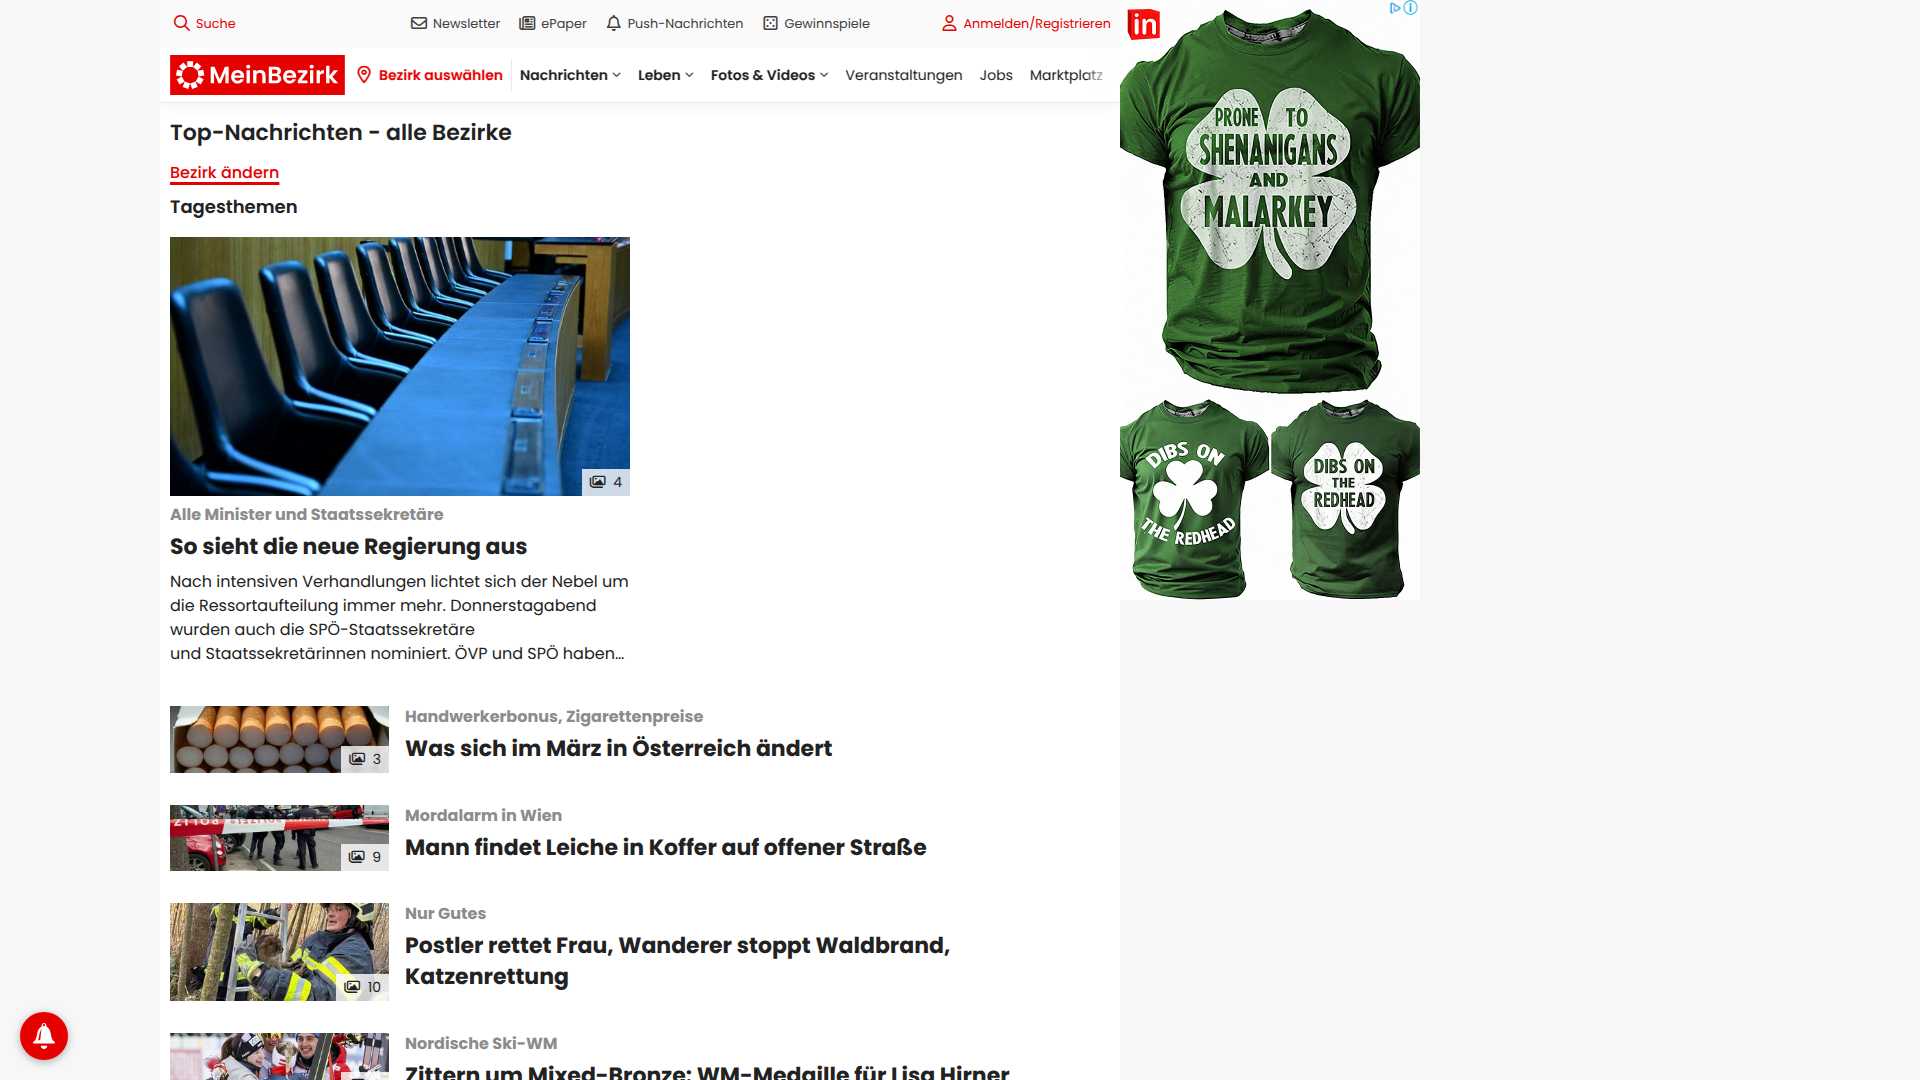 Suche
Newsletter
ePaper
Push-Nachrichten
Gewinnspiele
Anmelden/Registrieren
MeinBezirk
Bezirk auswählen
Nachrichten
Leben
Fotos & Videos
Veranstaltungen
Jobs
Marktplatz
Top-Nachrichten - alle Bezirke
Bezirk ändern
Tagesthemen
4
Alle Minister und Staatssekretäre
So sieht die neue Regierung aus
Nach intensiven Verhandlungen lichtet sich der Nebel um
die Ressortaufteilung immer mehr. Donnerstagabend
wurden auch die SPÖ-Staatssekretäre
und Staatssekretärinnen nominiert. ÖVP und SPÖ haben...
3
Handwerkerbonus, Zigarettenpreise
Was sich im März in Österreich ändert
9
Mordalarm in Wien
Mann findet Leiche in Koffer auf offener Straße
10
Nur Gutes
Postler rettet Frau, Wanderer stoppt Waldbrand,
Katzenrettung
Nordische Ski-WM
Zittern um Mixed-Bronze: WM-Medaille für Lisa Hirner
in
PRONE TO
SHENANIGANS
AND
MALARKEY
DIBS ON
THE REDHEAD
DIBS ON
THE
REDHEAD